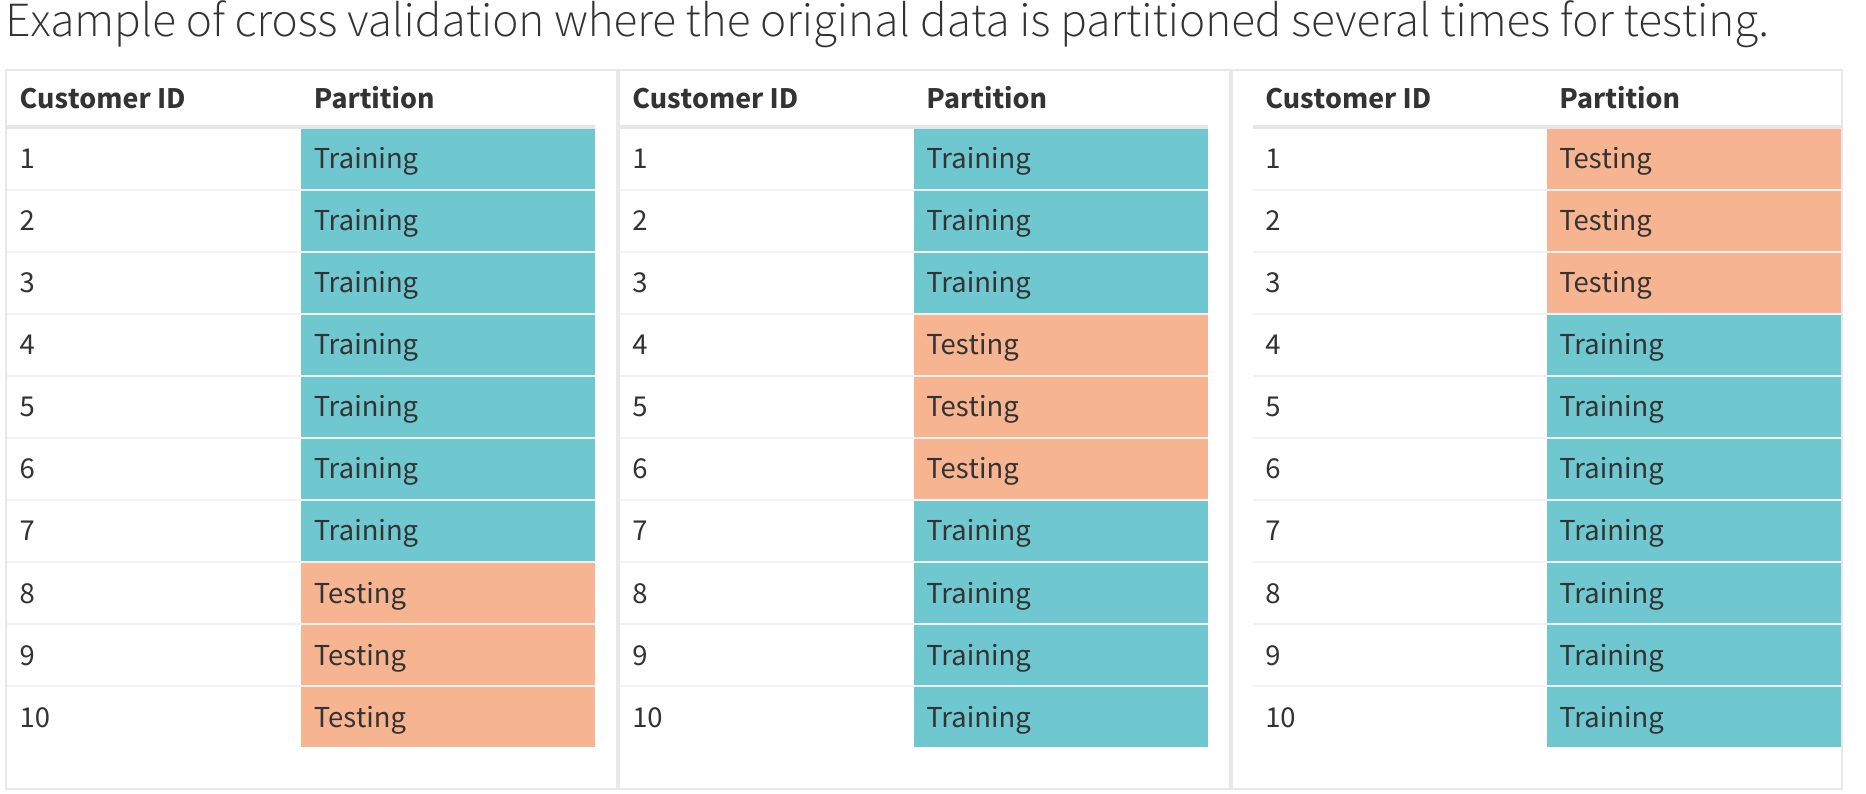 Example of cross validation where the original data is partitioned several times for testing.
Customer ID Partition Customer ID Partition Customer ID Partition
1 Training 1 Training 1 Testing
2 Training 2 Training 2 Testing
3 Training 3 Training 3 Testing
4 Training 4 Testing 4 Training
5 Training 5 Testing 5 Training
6 Training 6 Testing 6 Training
7 Training 7 Training 7 Training
8 Testing 8 Training 8 Training
9 Testing 9 Training 9 Training
10 Testing 10 Training 10 Training